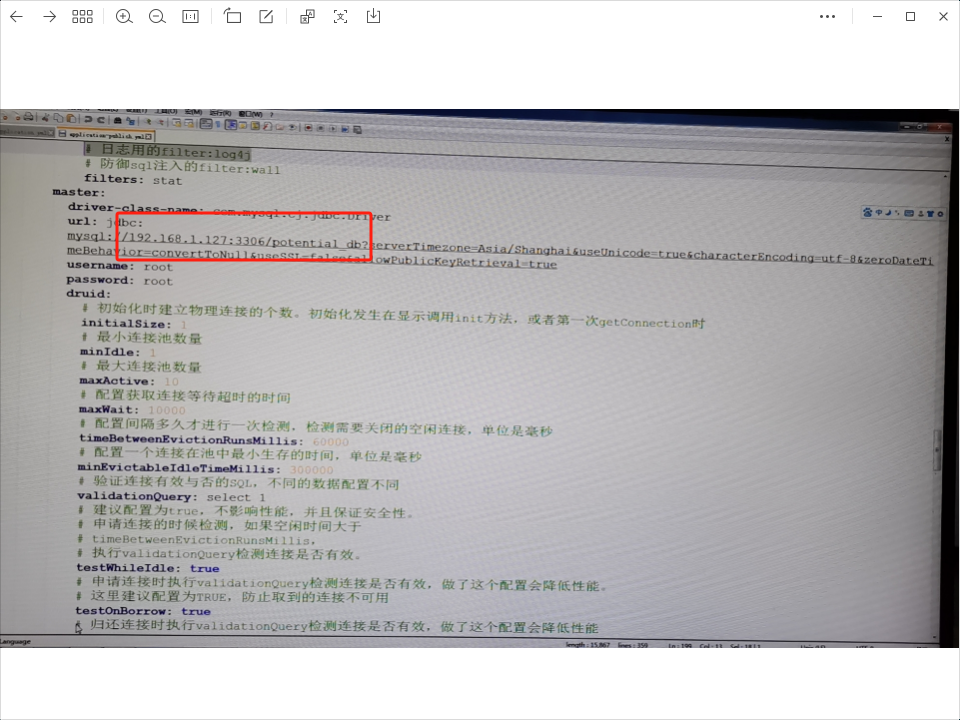 application-publish.yml
# 日志用的filter:log4j
# 防御sql注入的filter:wall
filters: stat
master:
driver-class-name: com.mysql.cj.jdbc.Driver
url: jdbc:
mysql://192.168.1.127:3306/potential_db?serverTimezone=Asia/Shanghai&useUnicode=true&characterEncoding=utf-8&zeroDateTi
meBehavior=convertToNull&useSSL=false&allowPublicKeyRetrieval=true
username: root
password: root
druid:
# 初始化时建立物理连接的个数。初始化发生在显示调用init方法，或者第一次getConnection时
initialSize: 1
# 最小连接池数量
minIdle: 1
# 最大连接池数量
maxActive: 10
# 配置获取连接等待超时的时间
maxWait: 10000
# 配置间隔多久才进行一次检测，检测需要关闭的空闲连接，单位是毫秒
timeBetweenEvictionRunsMillis: 60000
# 配置一个连接在池中最小生存的时间，单位是毫秒
minEvictableIdleTimeMillis: 300000
# 验证连接有效与否的SQL，不同的数据配置不同
validationQuery: select 1
# 建议配置为true，不影响性能，并且保证安全性。
# 申请连接的时候检测，如果空闲时间大于
# timeBetweenEvictionRunsMillis，
# 执行validationQuery检测连接是否有效。
testWhileIdle: true
# 申请连接时执行validationQuery检测连接是否有效，做了这个配置会降低性能。
# 这里建议配置为TRUE，防止取到的连接不可用
testOnBorrow: true
# 归还连接时执行validationQuery检测连接是否有效，做了这个配置会降低性能